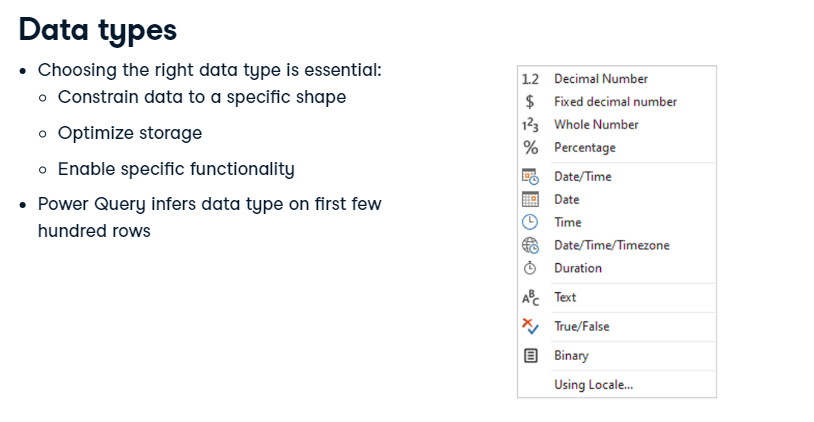 Data types
• Choosing the right data type is essential:
○ Constrain data to a specific shape
○ Optimize storage
○ Enable specific functionality
• Power Query infers data type on first few
hundred rows
1.2 Decimal Number
$ Fixed decimal number
1²3 Whole Number
% Percentage
Date/Time
Date
Time
Date/Time/Timezone
Duration
ABC Text
True/False
Binary
Using Locale...